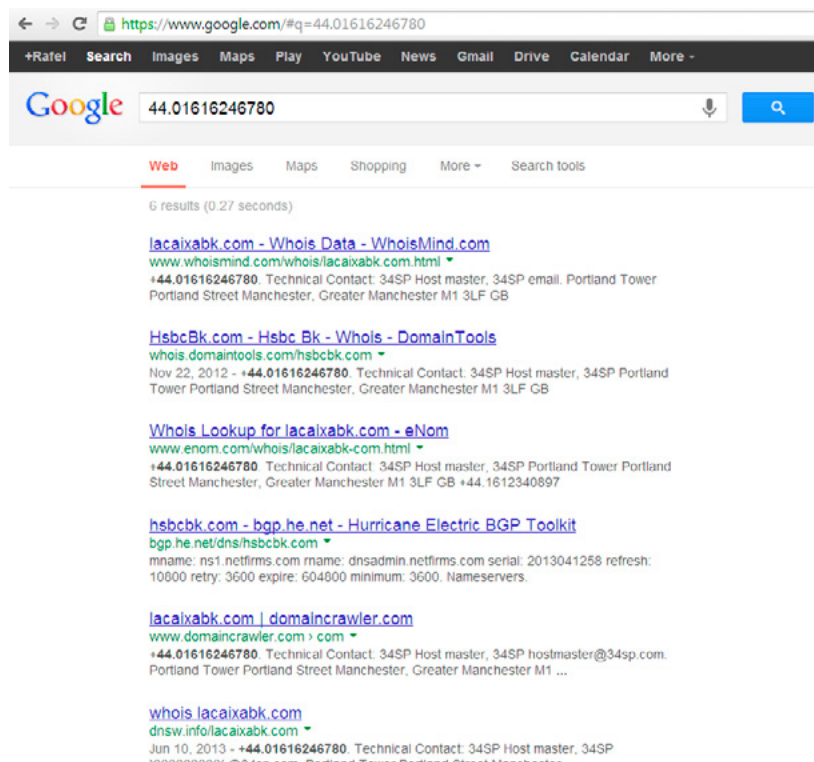 https://www.google.com/#q=44.01616246780
+Rafel Search Images Maps Play YouTube News Gmail Drive Calendar More
Google 44.01616246780
Web Images Maps Shopping More Search tools
6 results (0.27 seconds)
lacaixabk.com - Whois Data - WhoisMind.com
www.whoismind.com/whois/lacaixabk.com.html
+44.01616246780. Technical Contact: 34SP Host master, 34SP email. Portland Tower
Portland Street Manchester, Greater Manchester M1 3LF GB
HsbcBk.com - Hsbc Bk - Whois - DomainTools
whois.domaintools.com/hsbcbk.com
Nov 22, 2012 - +44.01616246780. Technical Contact: 34SP Host master, 34SP Portland
Tower Portland Street Manchester, Greater Manchester M1 3LF GB
Whois Lookup for lacaixabk.com - eNom
www.enom.com/whois/lacaixabk-com.html
+44.01616246780. Technical Contact: 34SP Host master, 34SP Portland Tower Portland
Street Manchester, Greater Manchester M1 3LF GB +44.1612340897
hsbcbk.com - bgp.he.net - Hurricane Electric BGP Toolkit
bgp.he.net/dns/hsbcbk.com
mname: ns1.netfirms.com rname: dnsadmin.netfirms.com serial: 2013041258 refresh:
10800 retry: 3600 expire: 604800 minimum: 3600. Nameservers.
lacaixabk.com | domaincrawler.com
www.domaincrawler.com › com
+44.01616246780. Technical Contact: 34SP Host master, 34SP hostmaster@34sp.com.
Portland Tower Portland Street Manchester, Greater Manchester M1 ...
whois lacaixabk.com
dnsw.info/lacaixabk.com
Jun 10, 2013 - +44.01616246780. Technical Contact: 34SP Host master, 34SP